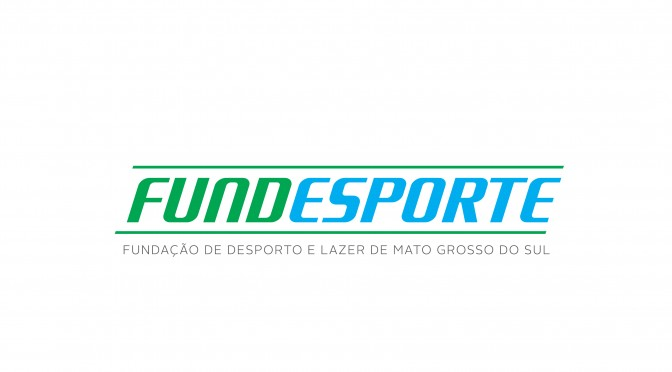 FUNDESPORTE
FUNDAÇÃO DE DESPORTO E LAZER DE MATO GROSSO DO SUL